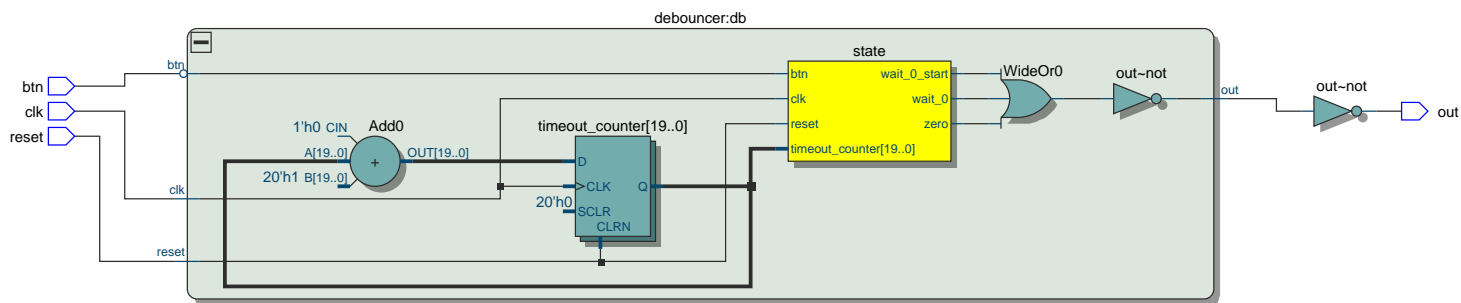 debouncer:db
btn
clk
reset
btn
clk
reset
1'h0 CIN
Add0
A[19..0]
20'h1 B[19..0]
+
OUT[19..0]
timeout_counter[19..0]
D
CLK
Q
20'h0
SCLR
CLRN
state
btn
clk
reset
timeout_counter[19..0]
wait_0_start
wait_0
zero
WideOr0
out~not
out
out~not
out